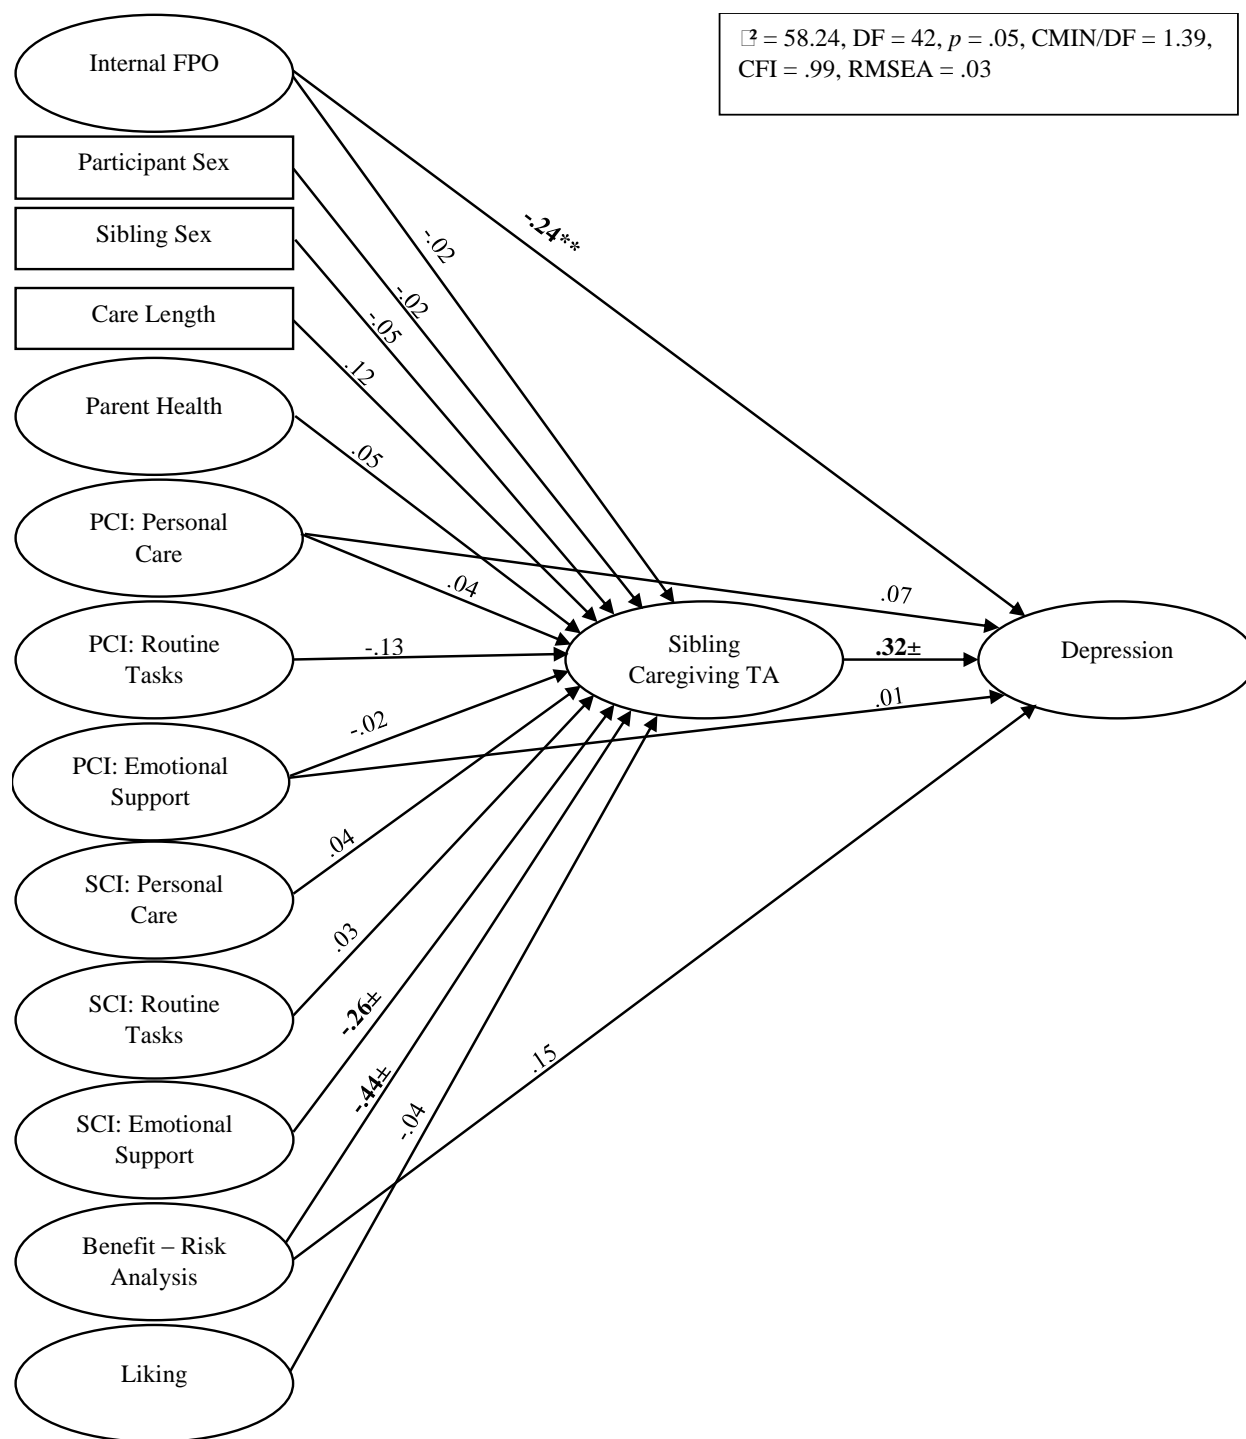 Internal FPO
² = 58.24, DF = 42, p = .05, CMIN/DF = 1.39,
CFI = .99, RMSEA = .03
Participant Sex
Sibling Sex
Care Length
Parent Health
PCI: Personal
Care
PCI: Routine
Tasks
PCI: Emotional
Support
SCI: Personal
Care
SCI: Routine
Tasks
SCI: Emotional
Support
Benefit – Risk
Analysis
Liking
-.24**
-.02
-.02
-.05
.12
.05
.04
-.13
-.02
.04
.03
-.26±
-.44±
-.04
.07
.01
.15
Sibling
Caregiving TA
.32±
Depression